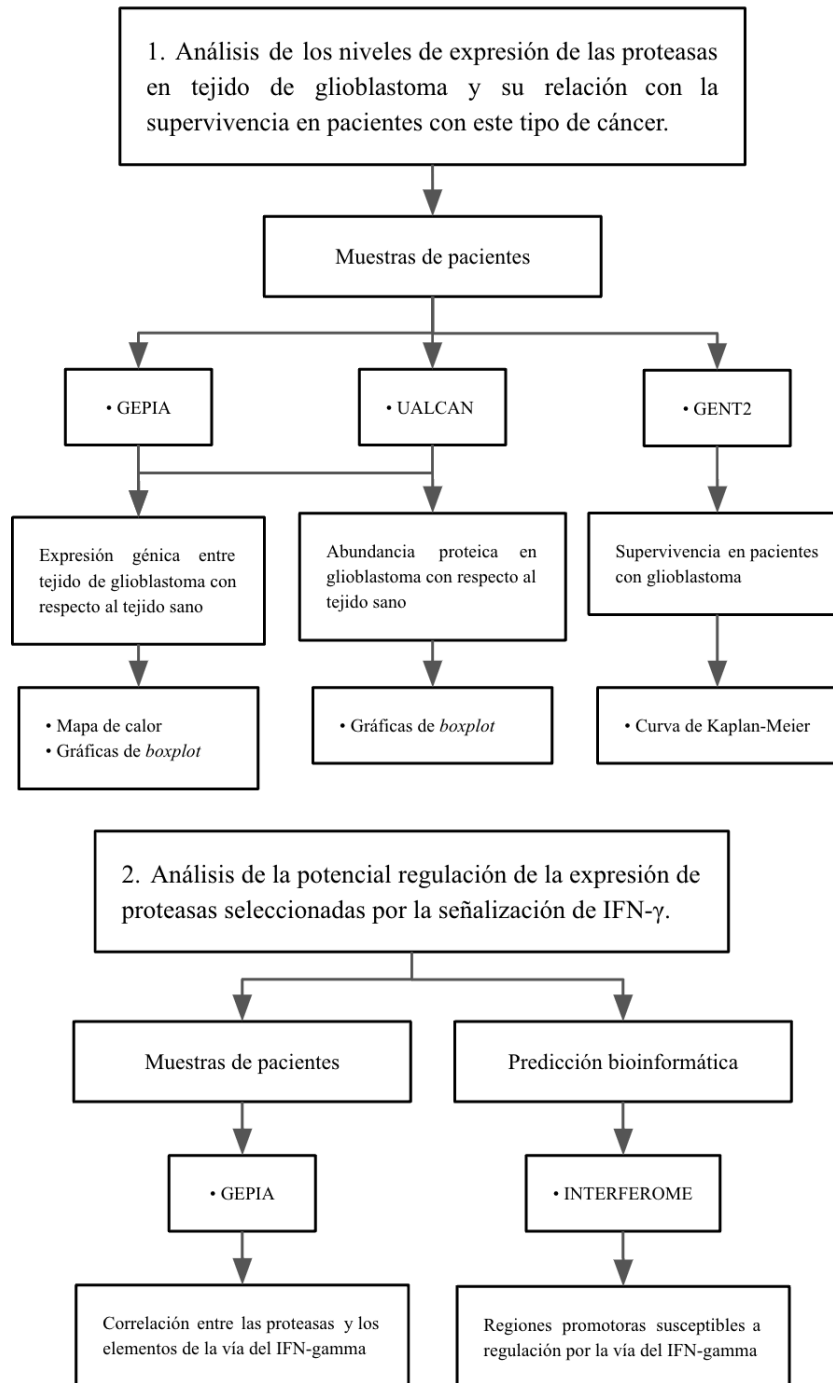 1. Análisis de los niveles de expresión de las proteasas
en tejido de glioblastoma y su relación con la
supervivencia en pacientes con este tipo de cáncer.
Muestras de pacientes
• GEPIA
• UALCAN
• GENT2
Expresión génica entre
tejido de glioblastoma con
respecto al tejido sano
Abundancia proteica en
glioblastoma con respecto al
tejido sano
Supervivencia en pacientes
con glioblastoma
• Mapa de calor
• Gráficas de boxplot
• Gráficas de boxplot
• Curva de Kaplan-Meier
2. Análisis de la potencial regulación de la expresión de
proteasas seleccionadas por la señalización de IFN-γ.
Muestras de pacientes
Predicción bioinformática
• GEPIA
• INTERFEROME
Correlación entre las proteasas y los
elementos de la vía del IFN-gamma
Regiones promotoras susceptibles a
regulación por la vía del IFN-gamma